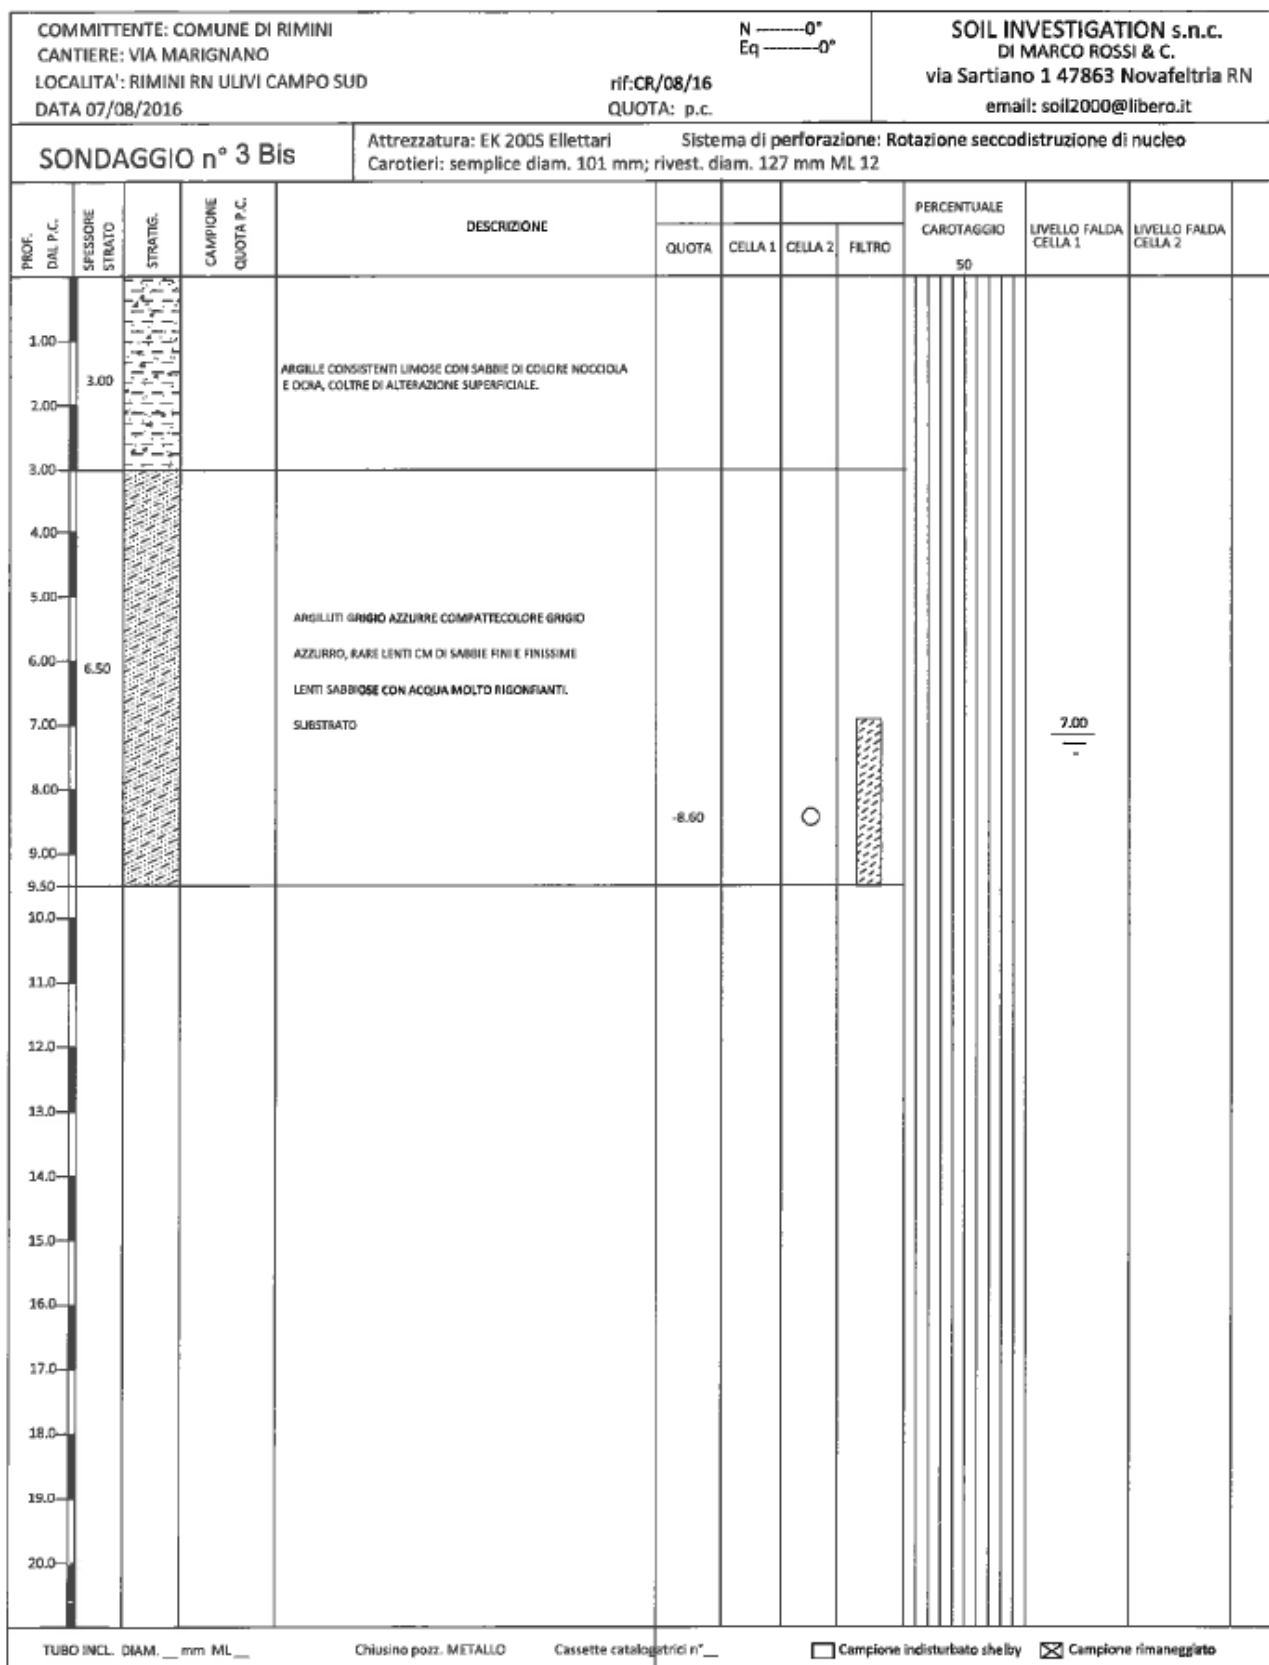 COMMITTENTE: COMUNE DI RIMINI
CANTIERE: VIA MARIGNANO
LOCALITA': RIMINI RN ULIVI CAMPO SUD
DATA 07/08/2016
rif:CR/08/16
QUOTA: p.c.
N --------0°
Eq ---------0°
SOIL INVESTIGATION s.n.c.
DI MARCO ROSSI & C.
via Sartiano 1 47863 Novafeltria RN
email: soil2000@libero.it
SONDAGGIO n° 3 Bis
Attrezzatura: EK 200S Ellettari Sistema di perforazione: Rotazione seccodistruzione di nucleo
Carotieri: semplice diam. 101 mm; rivest. diam. 127 mm ML 12
PROF. DAL P.C.
SPESSORE STRATO
STRATIG.
CAMPIONE QUOTA P.C.
DESCRIZIONE
QUOTA
CELLA 1
CELLA 2
FILTRO
PERCENTUALE
CAROTAGGIO
50
LIVELLO FALDA
CELLA 1
LIVELLO FALDA
CELLA 2
1.00
3.00
ARGILLE CONSISTENTI LIMOSE CON SABBIE DI COLORE NOCCIOLA
E OCRA, COLTRE DI ALTERAZIONE SUPERFICIALE.
2.00
3.00
4.00
5.00
ARGILLITI GRIGIO AZZURRE COMPATTECOLORE GRIGIO
AZZURRO, RARE LENTI CM DI SABBIE FINI E FINISSIME
6.00
6.50
LENTI SABBIOSE CON ACQUA MOLTO RIGONFIANTI.
7.00
SUBSTRATO
7.00
8.00
-8.60
9.00
9.50
10.0
11.0
12.0
13.0
14.0
15.0
16.0
17.0
18.0
19.0
20.0
TUBO INCL. DIAM. __ mm ML __ Chiusino pozz. METALLO Cassette catalogatrici n°__ Campione indisturbato shelby Campione rimaneggiato